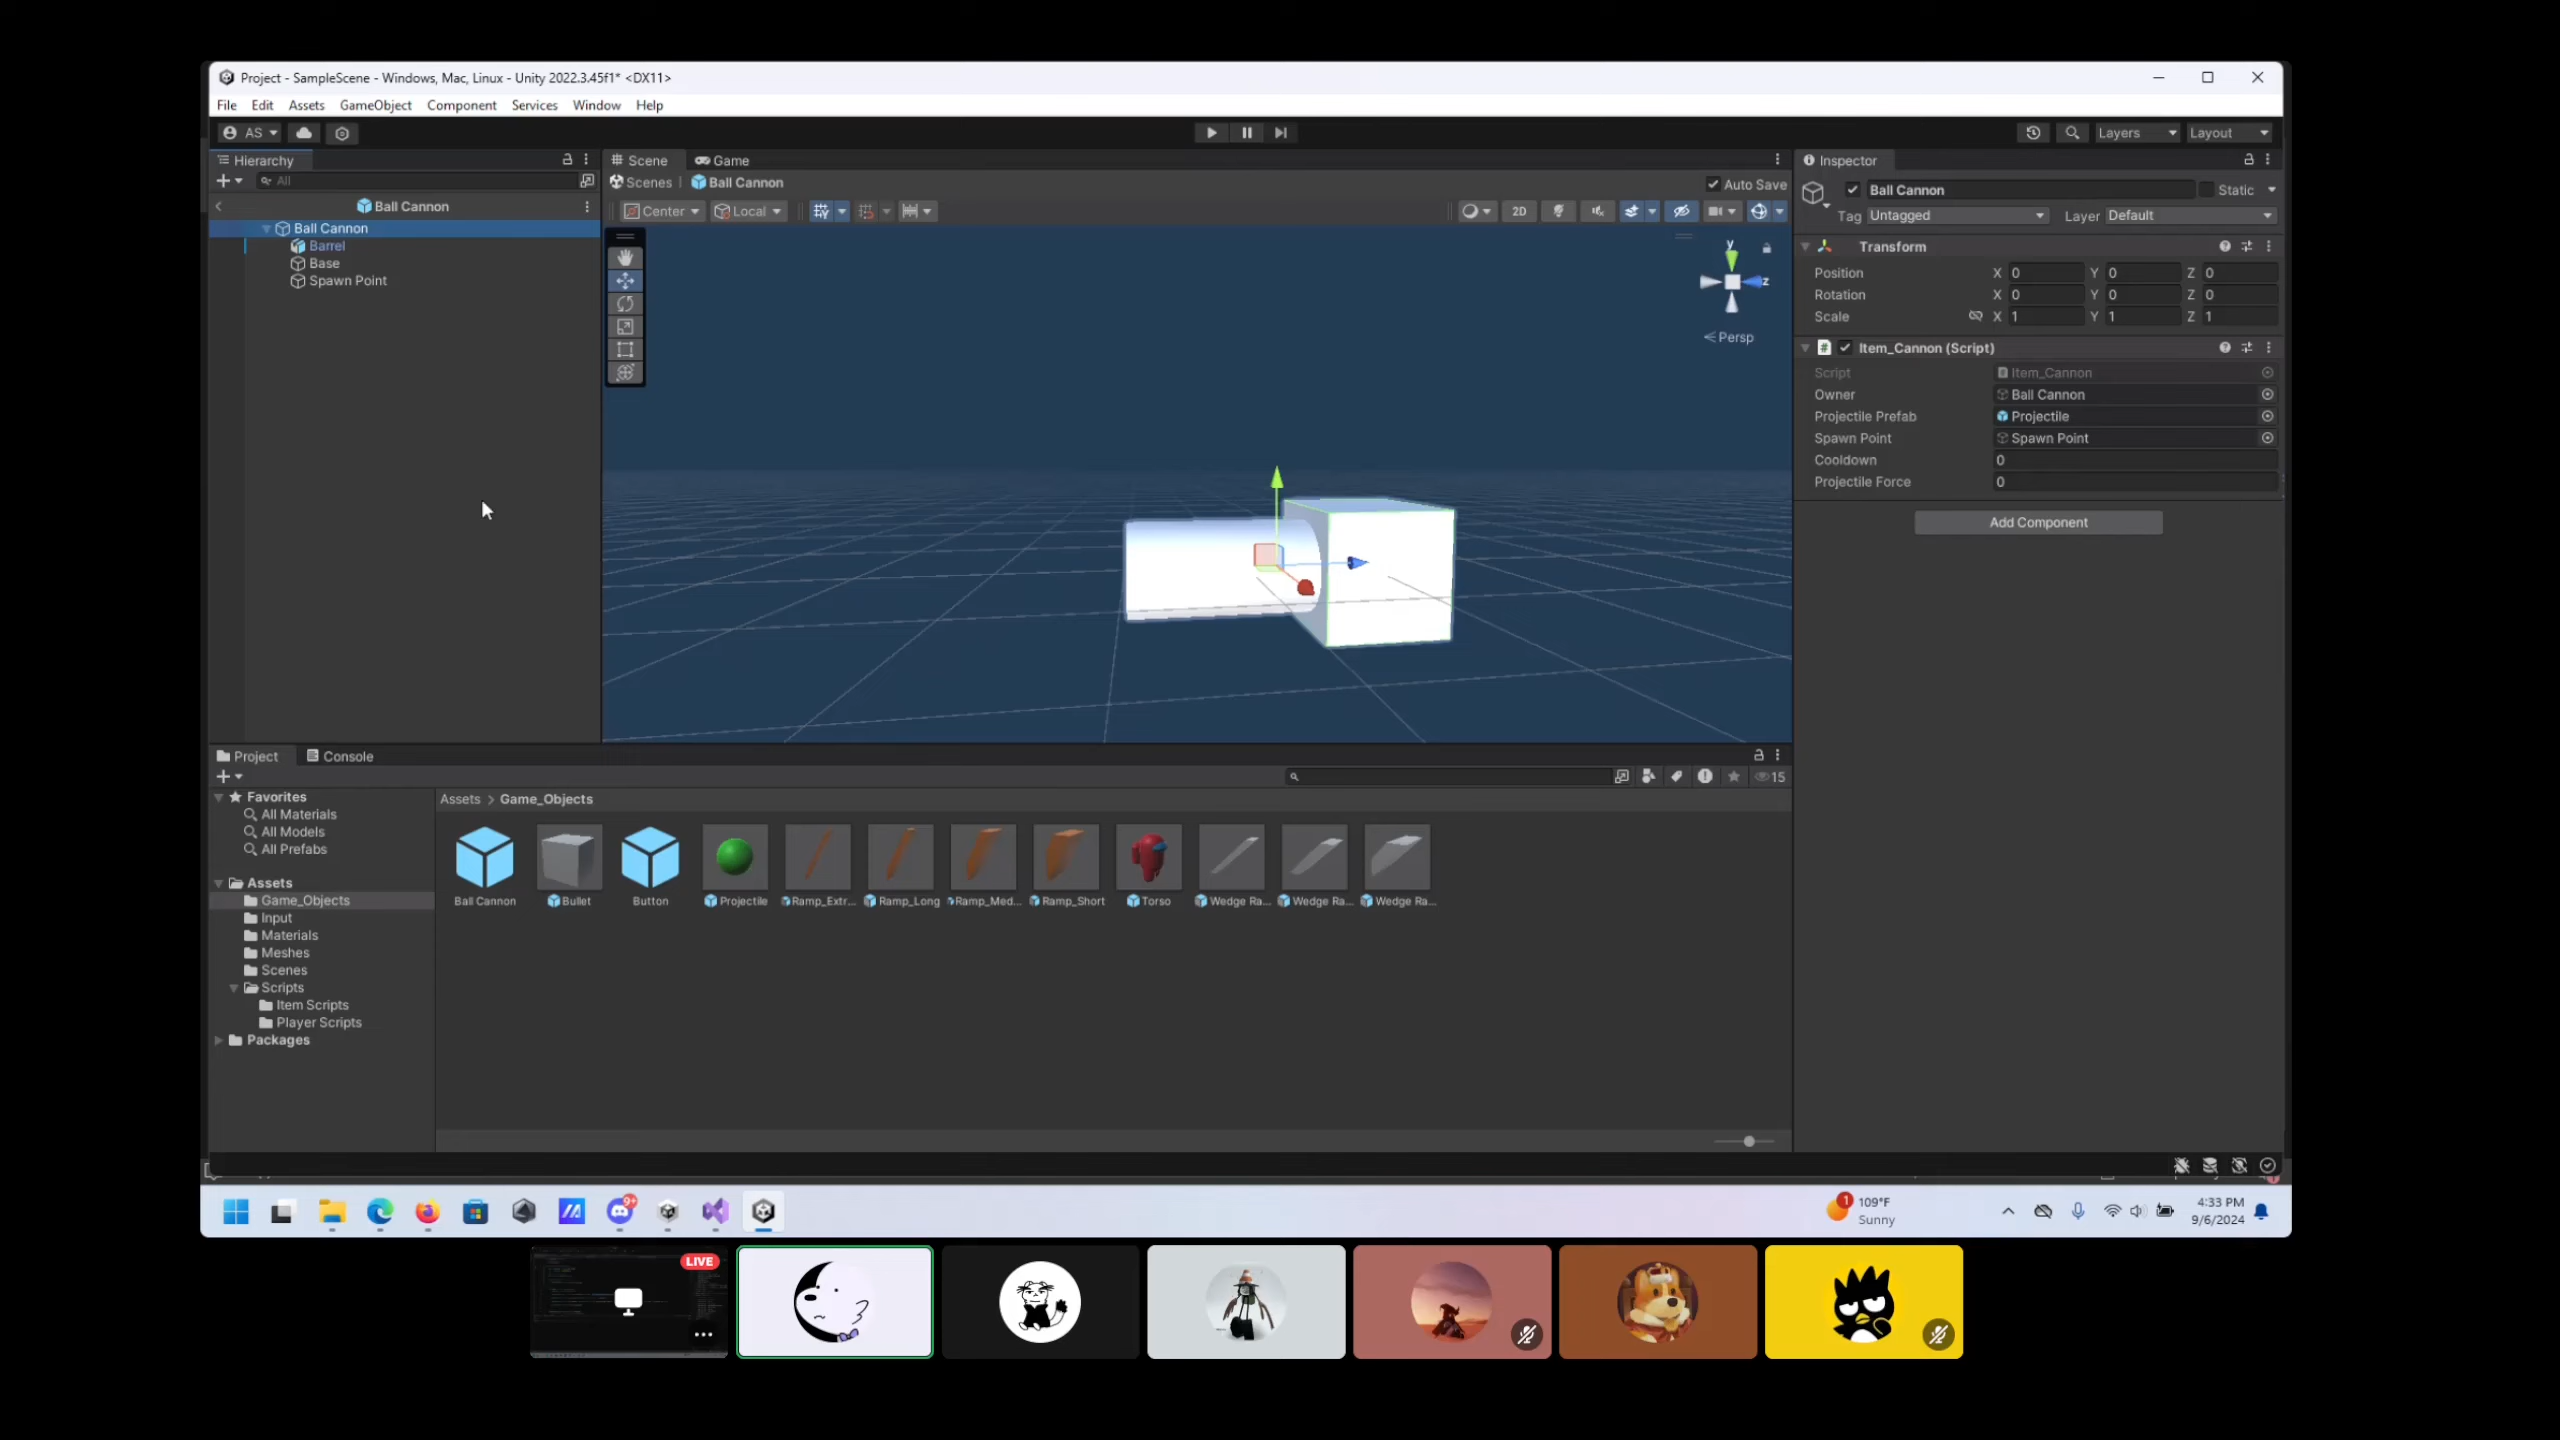 Project - SampleScene - Windows, Mac, Linux - Unity 2022.3.45f1* <DX11>
File Edit Assets GameObject Component Services Window Help
AS
Layers
Layout
Hierarchy
Scene
Game
Inspector
All
Scenes
Ball Cannon
Auto Save
Ball Cannon
Static
Ball Cannon
Center
Local
2D
Tag Untagged
Layer Default
Ball Cannon
Barrel
Base
Spawn Point
y
z
Persp
Transform
Position X 0 Y 0 Z 0
Rotation X 0 Y 0 Z 0
Scale X 1 Y 1 Z 1
Item_Cannon (Script)
Script Item_Cannon
Owner Ball Cannon
Projectile Prefab Projectile
Spawn Point Spawn Point
Cooldown 0
Projectile Force 0
Add Component
Project
Console
15
Favorites
All Materials
All Models
All Prefabs
Assets
Game_Objects
Input
Materials
Meshes
Scenes
Scripts
Item Scripts
Player Scripts
Packages
Assets > Game_Objects
Ball Cannon
Bullet
Button
Projectile
Ramp_Extr...
Ramp_Long
Ramp_Med...
Ramp_Short
Torso
Wedge Ra...
Wedge Ra...
Wedge Ra...
9+
1
109°F
Sunny
4:33 PM
9/6/2024
LIVE